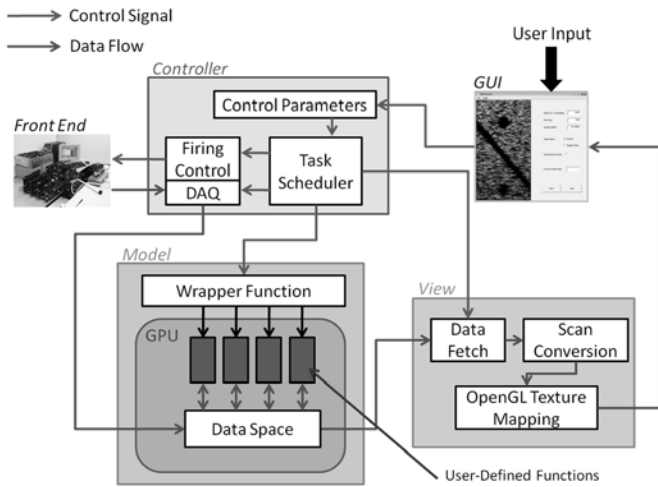 Control Signal
Data Flow
User Input
Controller
GUI
Control Parameters
Front End
Firing
Control
DAQ
Task
Scheduler
Model
Wrapper Function
GPU
Data Space
View
Data
Fetch
Scan
Conversion
OpenGL Texture
Mapping
User-Defined Functions